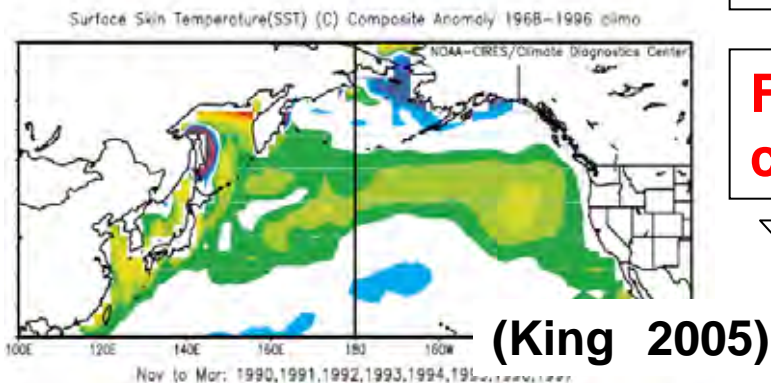 Surface Skin Temperature(SST) (C) Composite Anomaly 1968-1996 climo
NOAA-CIRES/Climate Diagnostics Center
F
100E 120E 140E 160E 180 160W
(King 2005)
Nov to Mar: 1990,1991,1992,1993,1994,